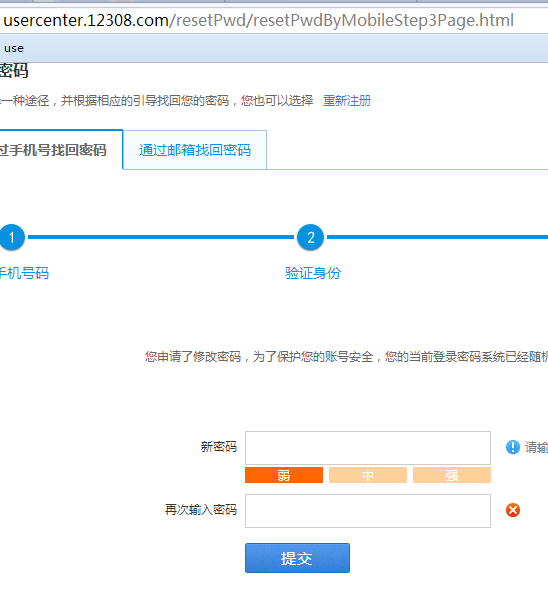 usercenter.12308.com/resetPwd/resetPwdByMobileStep3Page.html
use
密码
一种途径，并根据相应的引导找回您的密码，您也可以选择 重新注册
过手机号找回密码 通过邮箱找回密码
1 2
手机号码 验证身份
您申请了修改密码，为了保护您的账号安全，您的当前登录密码系统已经随机
新密码 请输
弱 中 强
再次输入密码
提交